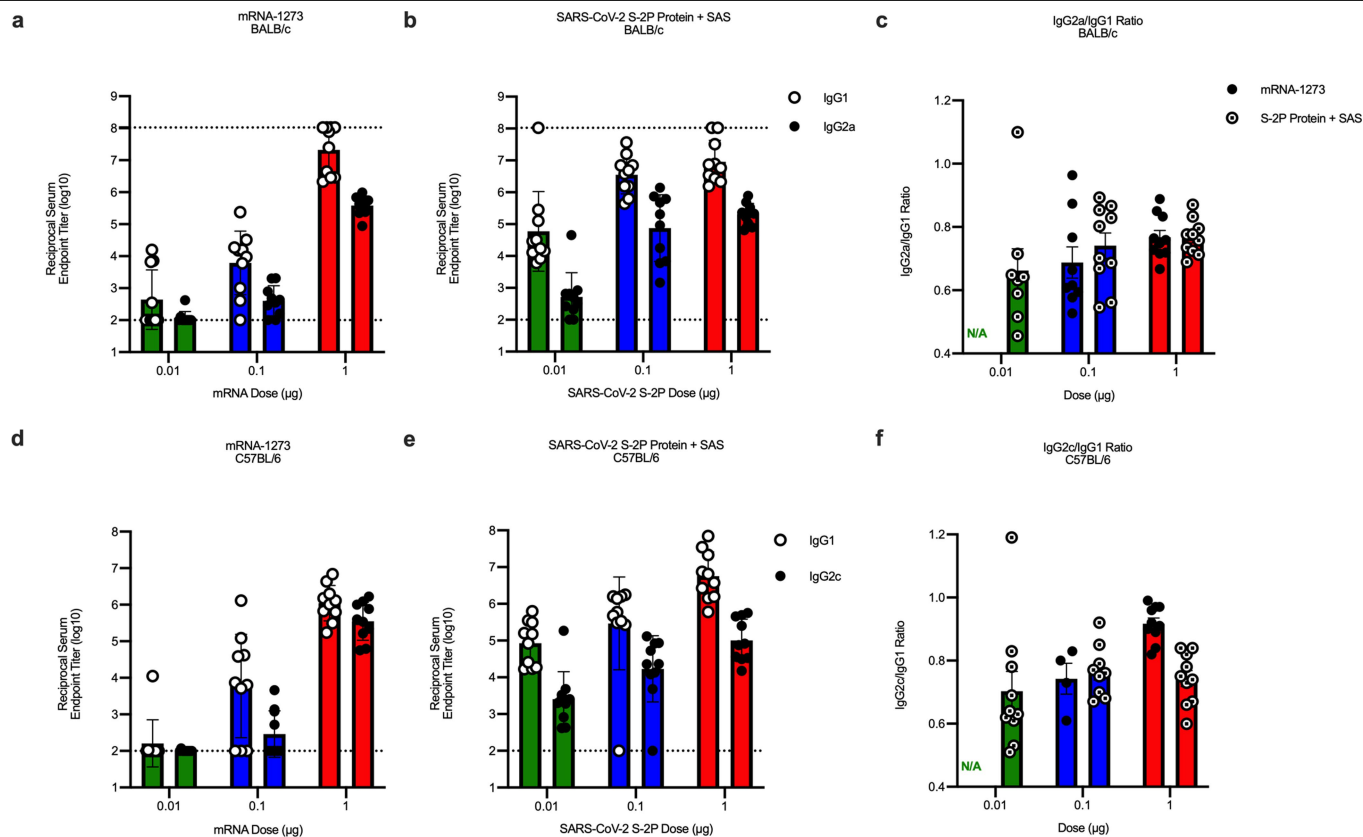 a
mRNA-1273
BALB/c
b
SARS-CoV-2 S-2P Protein + SAS
BALB/c
c
IgG2a/IgG1 Ratio
BALB/c
Reciprocal Serum
Endpoint Titer (log10)
9
8
7
6
5
4
3
2
1
0.01
0.1
1
mRNA Dose (µg)
Reciprocal Serum
Endpoint Titer (log10)
9
8
7
6
5
4
3
2
1
0.01
0.1
1
SARS-CoV-2 S-2P Dose (µg)
IgG1
IgG2a
IgG2a/IgG1 Ratio
1.2
1.0
0.8
0.6
0.4
N/A
0.01
0.1
1
Dose (µg)
mRNA-1273
S-2P Protein + SAS
d
mRNA-1273
C57BL/6
e
SARS-CoV-2 S-2P Protein + SAS
C57BL/6
f
IgG2c/IgG1 Ratio
C57BL/6
Reciprocal Serum
Endpoint Titer (log10)
8
7
6
5
4
3
2
1
0.01
0.1
1
mRNA Dose (µg)
Reciprocal Serum
Endpoint Titer (log10)
8
7
6
5
4
3
2
1
0.01
0.1
1
SARS-CoV-2 S-2P Dose (µg)
IgG1
IgG2c
IgG2c/IgG1 Ratio
1.2
1.0
0.8
0.6
0.4
N/A
0.01
0.1
1
Dose (µg)